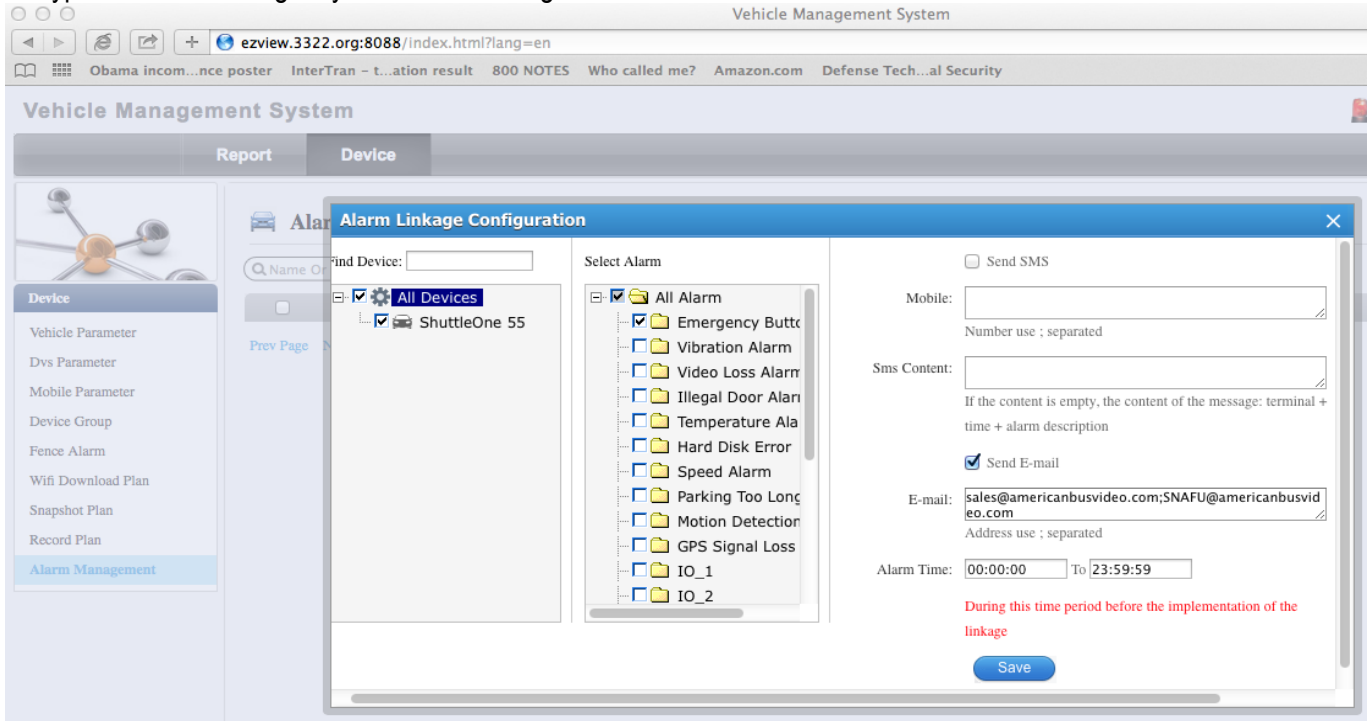 Vehicle Management System
ezview.3322.org:8088/index.html?lang=en
Obama incom...nce poster InterTran – t...ation result 800 NOTES Who called me? Amazon.com Defense Tech...al Security
Vehicle Management System
Report Device
Alar
Name Or
Prev Page N
Device
Vehicle Parameter
Dvs Parameter
Mobile Parameter
Device Group
Fence Alarm
Wifi Download Plan
Snapshot Plan
Record Plan
Alarm Management
Alarm Linkage Configuration
Find Device:
All Devices
ShuttleOne 55
Select Alarm
All Alarm
Emergency Butto
Vibration Alarm
Video Loss Alarm
Illegal Door Alar
Temperature Ala
Hard Disk Error
Speed Alarm
Parking Too Long
Motion Detection
GPS Signal Loss
IO_1
IO_2
Send SMS
Mobile:
Number use ; separated
Sms Content:
If the content is empty, the content of the message: terminal +
time + alarm description
Send E-mail
E-mail: sales@americanbusvideo.com;SNAFU@americanbusvid
eo.com
Address use ; separated
Alarm Time: 00:00:00 To 23:59:59
During this time period before the implementation of the
linkage
Save